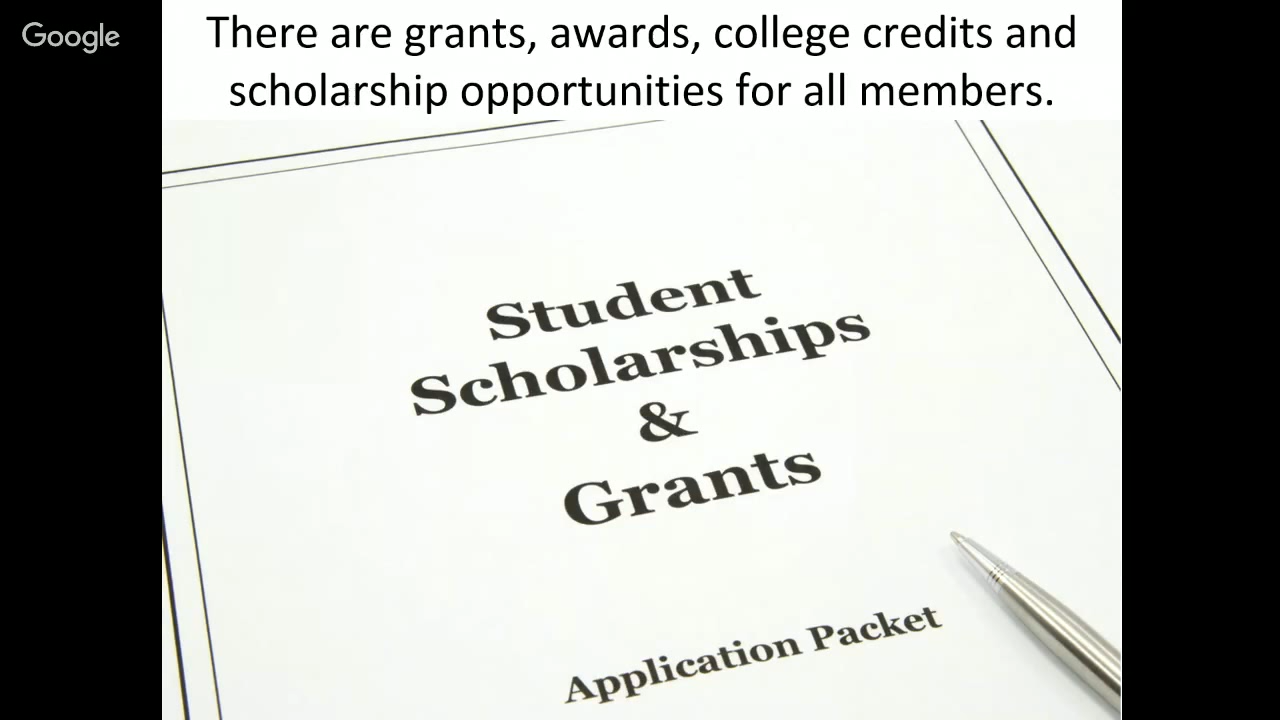 Google
There are grants, awards, college credits and
scholarship opportunities for all members.
Student
Scholarships
&
Grants
Application Packet